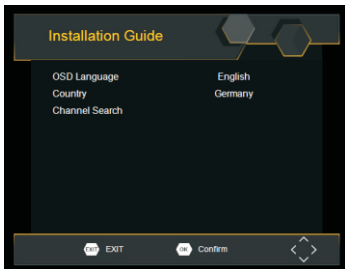 Installation Guide
OSD Language English
Country Germany
Channel Search
EXIT EXIT OK Confirm